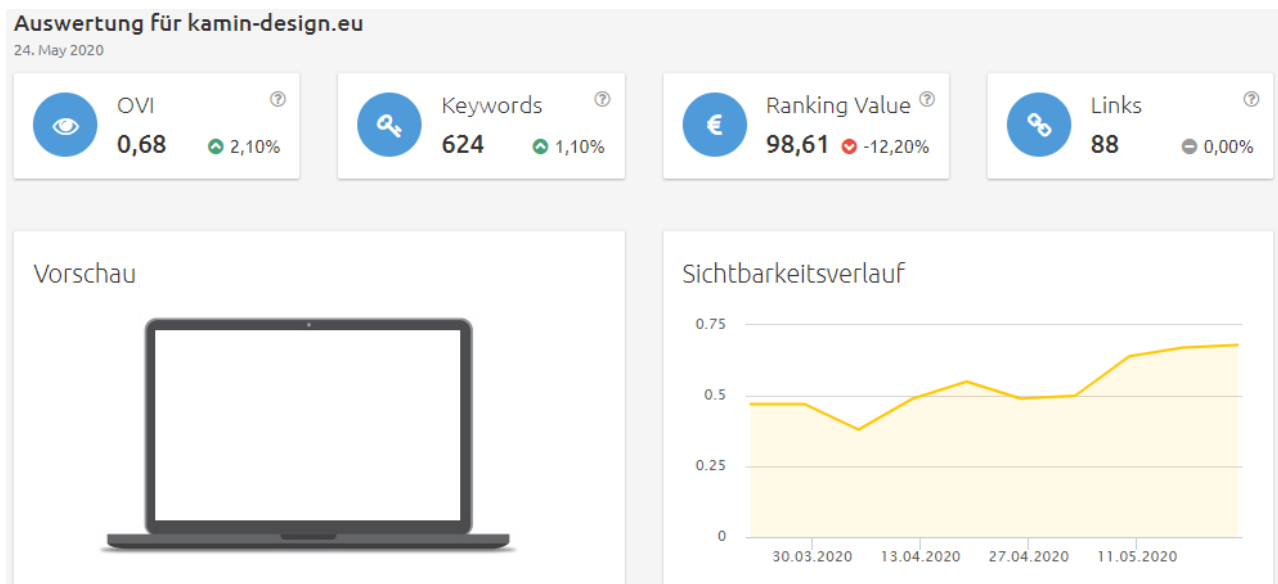 Auswertung für kamin-design.eu
24. May 2020
OVI
0,68 2,10%
Keywords
624 1,10%
Ranking Value
98,61 -12,20%
Links
88 0,00%
Vorschau
Sichtbarkeitsverlauf
0.75
0.5
0.25
0
30.03.2020 13.04.2020 27.04.2020 11.05.2020